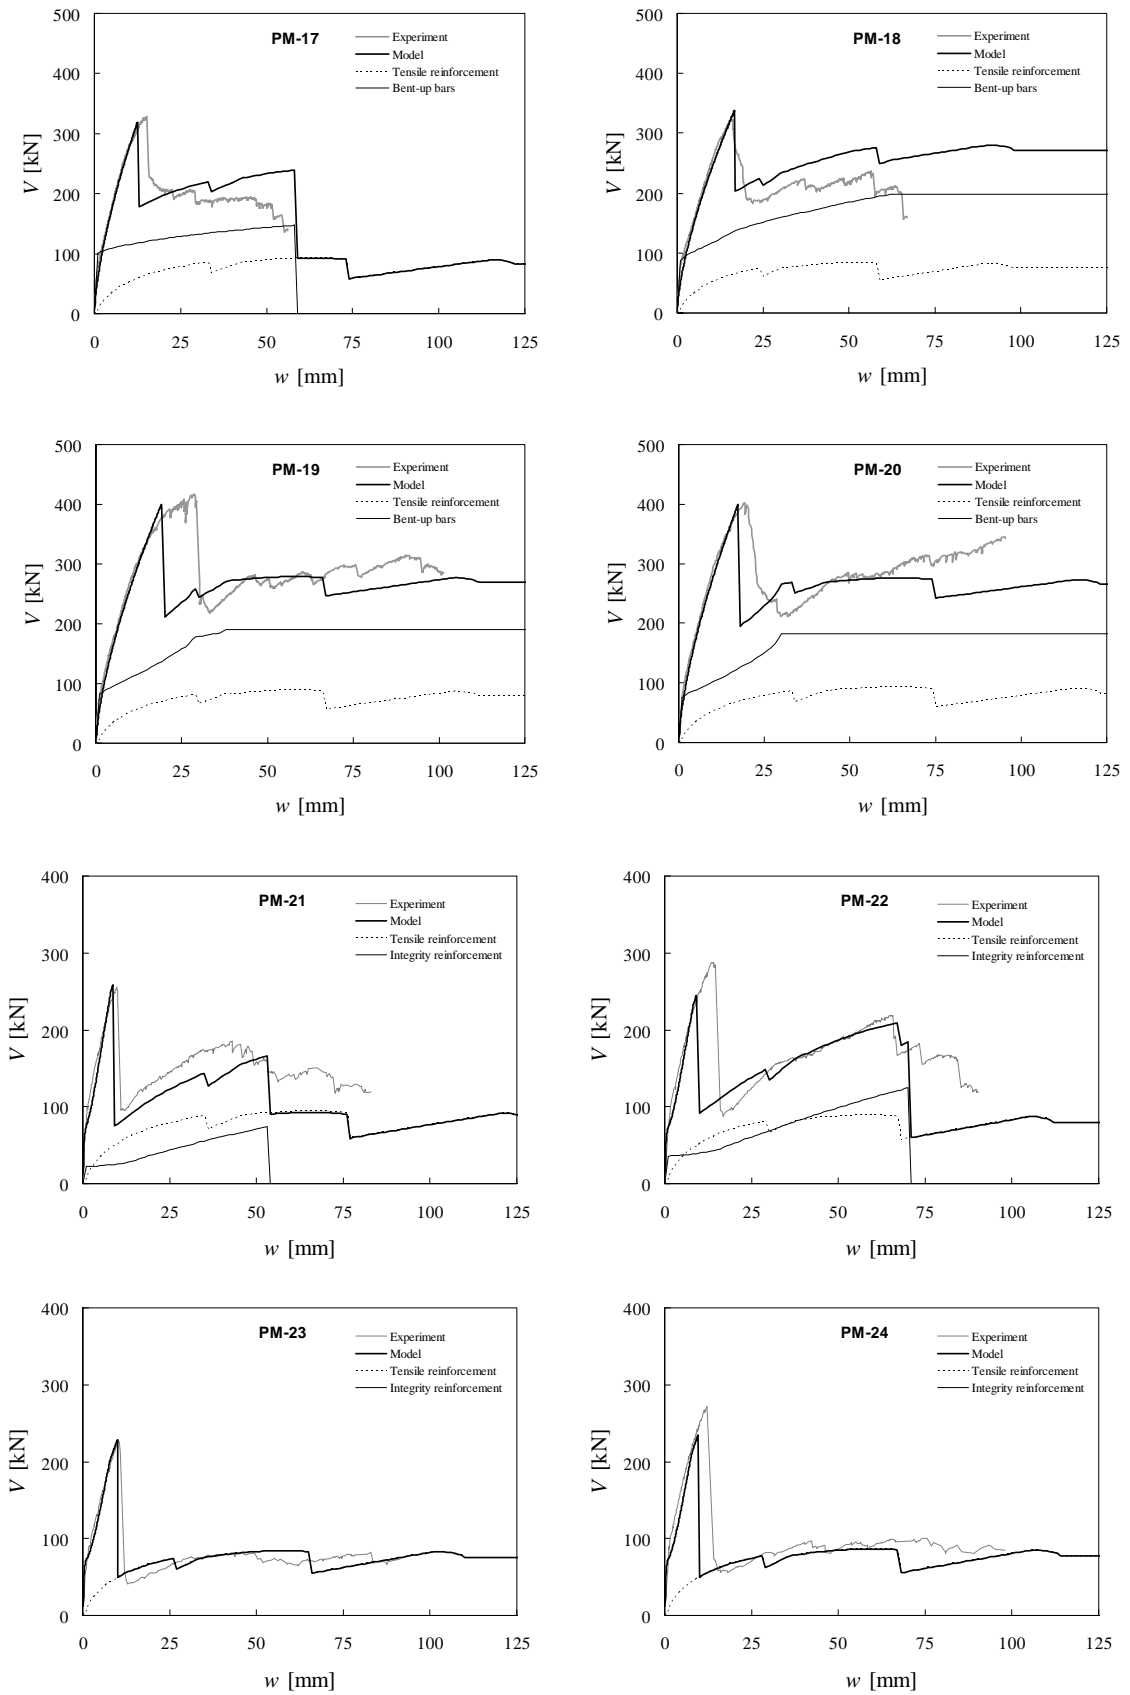 PM-17
Experiment
Model
Tensile reinforcement
Bent-up bars
500
400
300
200
100
0
V [kN]
0 25 50 75 100 125
w [mm]
PM-18
Experiment
Model
Tensile reinforcement
Bent-up bars
500
400
300
200
100
0
V [kN]
0 25 50 75 100 125
w [mm]
PM-19
Experiment
Model
Tensile reinforcement
Bent-up bars
500
400
300
200
100
0
V [kN]
0 25 50 75 100 125
w [mm]
PM-20
Experiment
Model
Tensile reinforcement
Bent-up bars
500
400
300
200
100
0
V [kN]
0 25 50 75 100 125
w [mm]
PM-21
Experiment
Model
Tensile reinforcement
Integrity reinforcement
400
300
200
100
0
V [kN]
0 25 50 75 100 125
w [mm]
PM-22
Experiment
Model
Tensile reinforcement
Integrity reinforcement
400
300
200
100
0
V [kN]
0 25 50 75 100 125
w [mm]
PM-23
Experiment
Model
Tensile reinforcement
Integrity reinforcement
400
300
200
100
0
V [kN]
0 25 50 75 100 125
w [mm]
PM-24
Experiment
Model
Tensile reinforcement
Integrity reinforcement
400
300
200
100
0
V [kN]
0 25 50 75 100 125
w [mm]